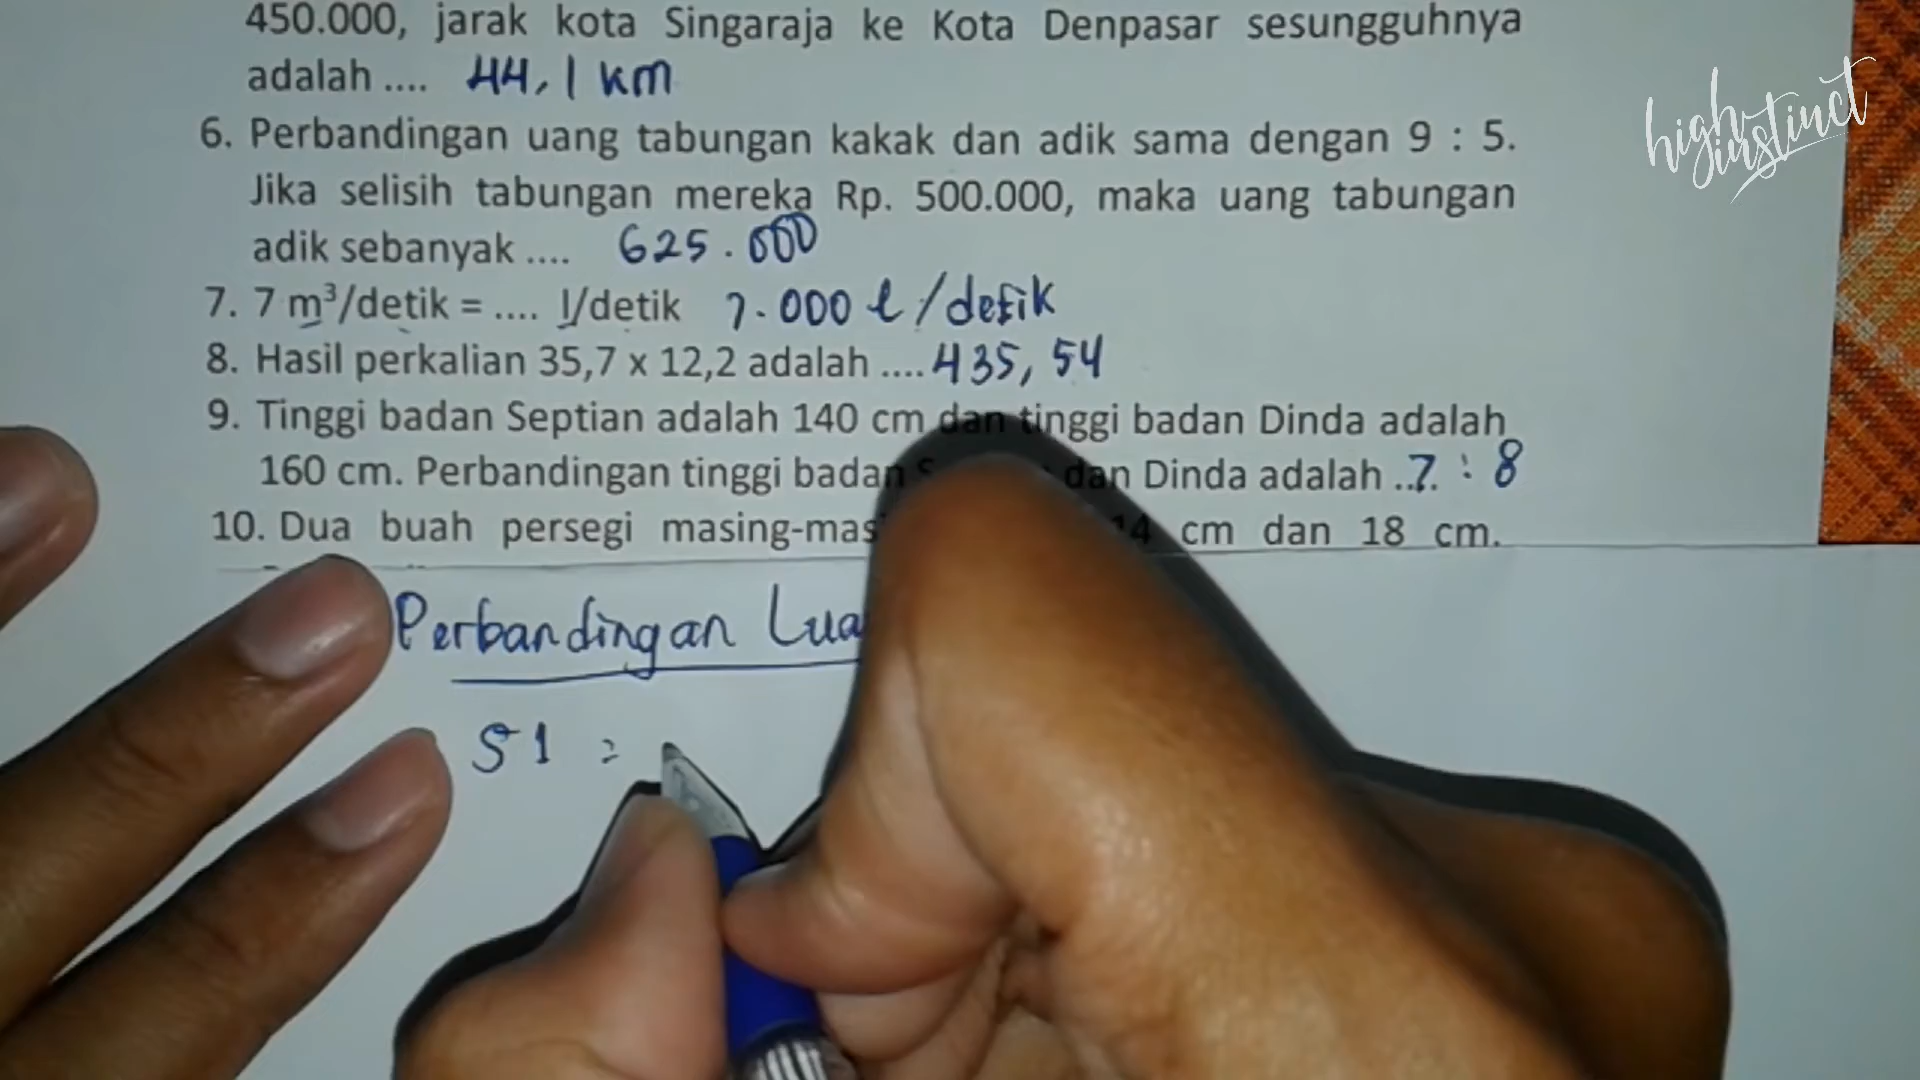 450.000, jarak kota Singaraja ke Kota Denpasar sesungguhnya
adalah .... 44,1 km
6. Perbandingan uang tabungan kakak dan adik sama dengan 9 : 5.
Jika selisih tabungan mereka Rp. 500.000, maka uang tabungan
adik sebanyak .... 625.000
7. 7 m³/detik = .... l/detik 7.000 l/detik
8. Hasil perkalian 35,7 x 12,2 adalah .... 435,54
9. Tinggi badan Septian adalah 140 cm dan tinggi badan Dinda adalah
160 cm. Perbandingan tinggi badan dan Dinda adalah .... 7 : 8
10. Dua buah persegi 14 cm dan 18 cm.
Perbandingan
S1 =
high instinct